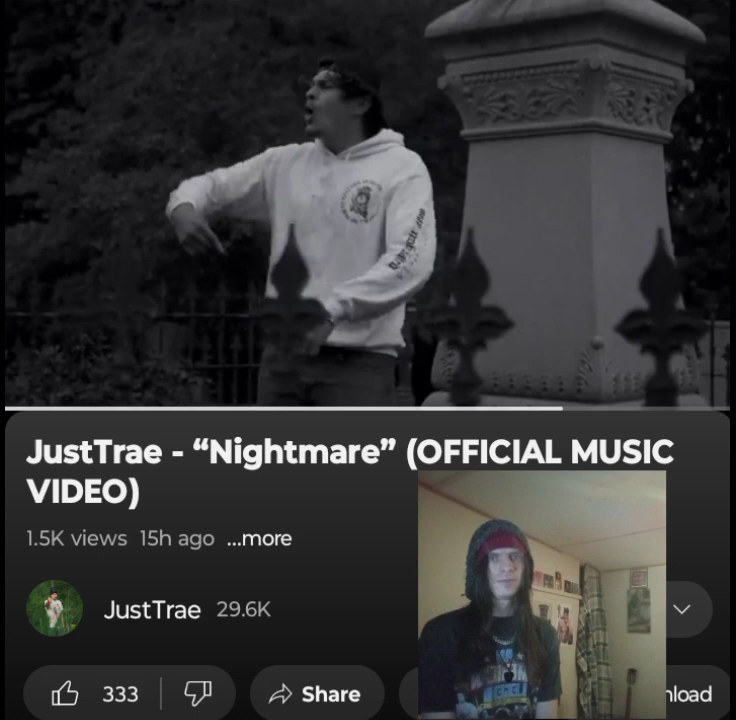 JustTrae - “Nightmare” (OFFICIAL MUSIC
VIDEO)
1.5K views 15h ago ...more
JustTrae 29.6K
333
Share
nload